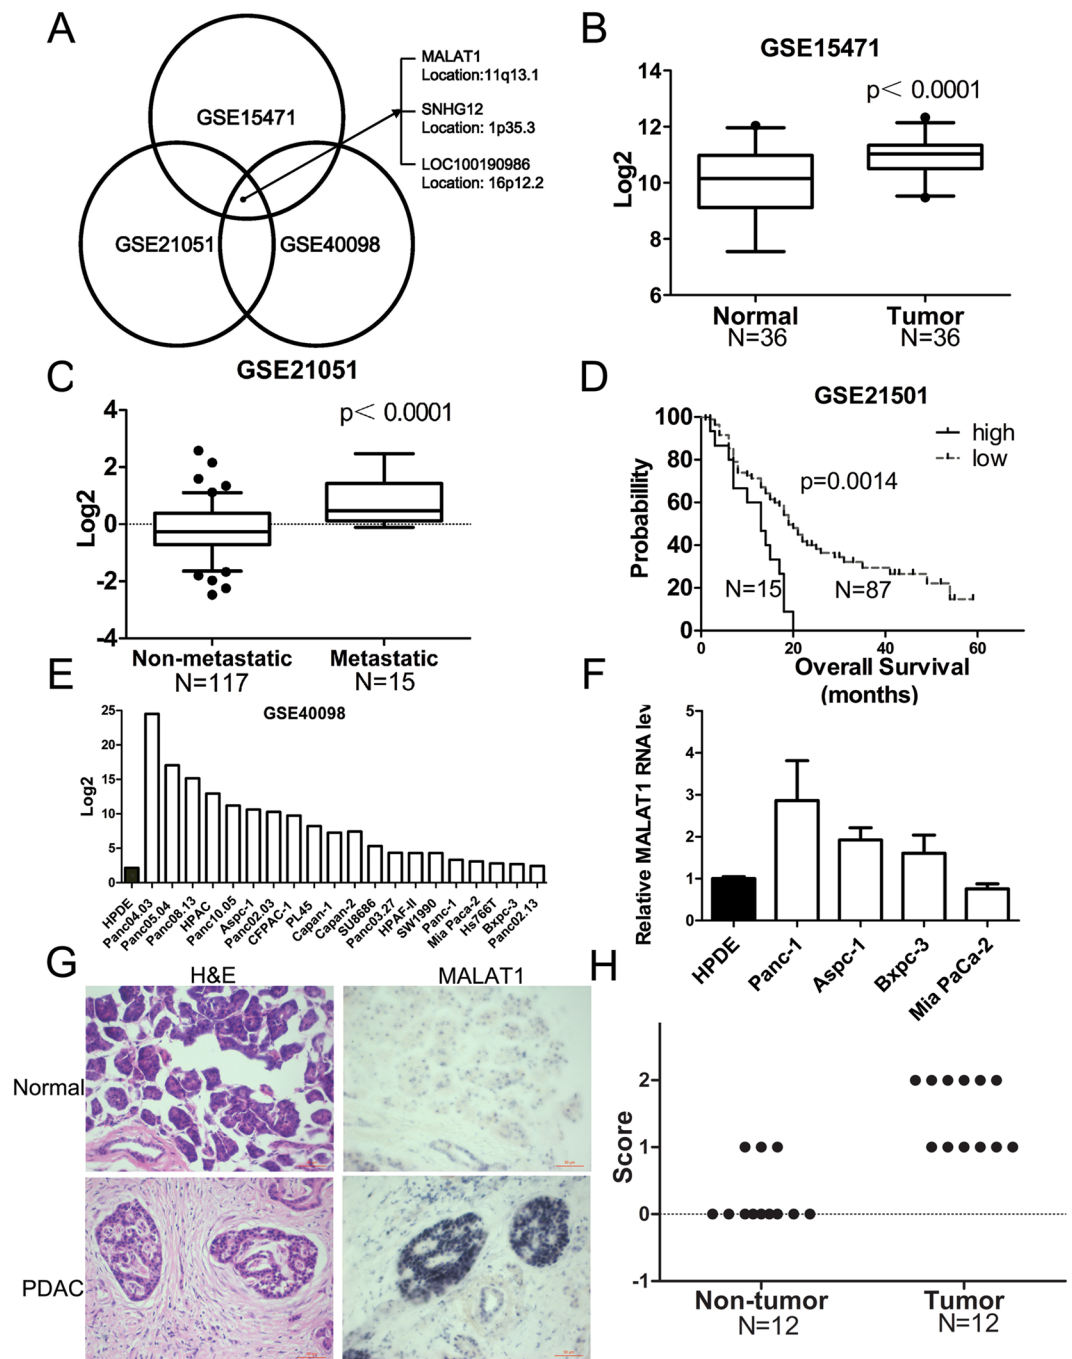 A
GSE15471
GSE21051
GSE40098
MALAT1
Location:11q13.1
SNHG12
Location: 1p35.3
LOC100190986
Location: 16p12.2
B
GSE15471
p< 0.0001
Log2
14
12
10
8
6
Normal
N=36
Tumor
N=36
C
GSE21051
p< 0.0001
Log2
4
2
0
-2
-4
Non-metastatic
N=117
Metastatic
N=15
D
GSE21501
high
low
p=0.0014
Probabillity
100
80
60
40
20
0
N=15
N=87
0
20
40
60
Overall Survival
(months)
E
GSE40098
Log2
25
20
15
10
5
0
HPDE
Panc04.03
Panc05.04
Panc08.13
HPAC
Panc10.05
Aspc-1
Panc02.03
CFPAC-1
PL45
Capan-1
Capan-2
SU8686
Panc03.27
HPAF-II
SW1990
Panc-1
Mia Paca-2
Hs766T
Bxpc-3
Panc02.13
F
Relative MALAT1 RNA lev
5
4
3
2
1
0
HPDE
Panc-1
Aspc-1
Bxpc-3
Mia PaCa-2
G
H&E
MALAT1
Normal
PDAC
H
Score
2
1
0
-1
Non-tumor
N=12
Tumor
N=12